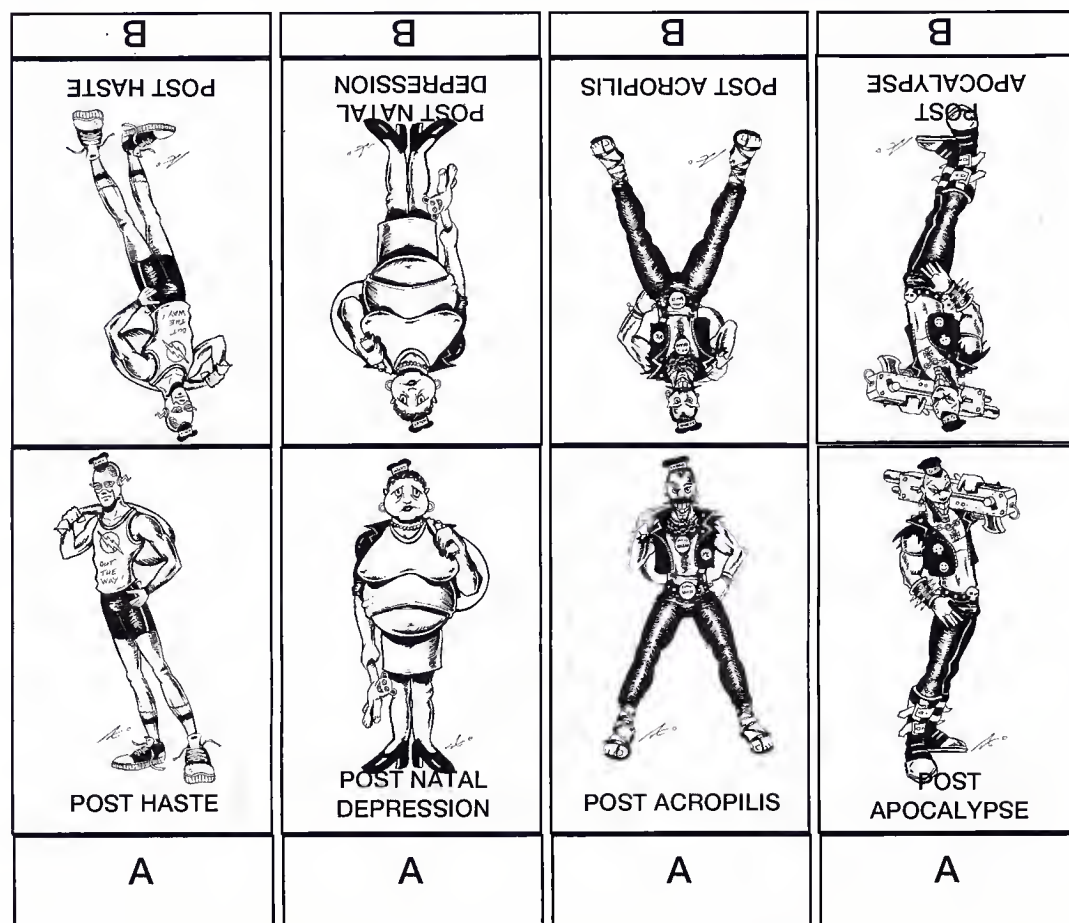 B
B
B
B
POST HASTE
POST NATAL
DEPRESSION
POST ACROPILIS
POST
APOCALYPSE
OUT
THE
WAY!
OUT
THE
WAY!
POST HASTE
POST NATAL
DEPRESSION
POST ACROPILIS
POST
APOCALYPSE
A
A
A
A